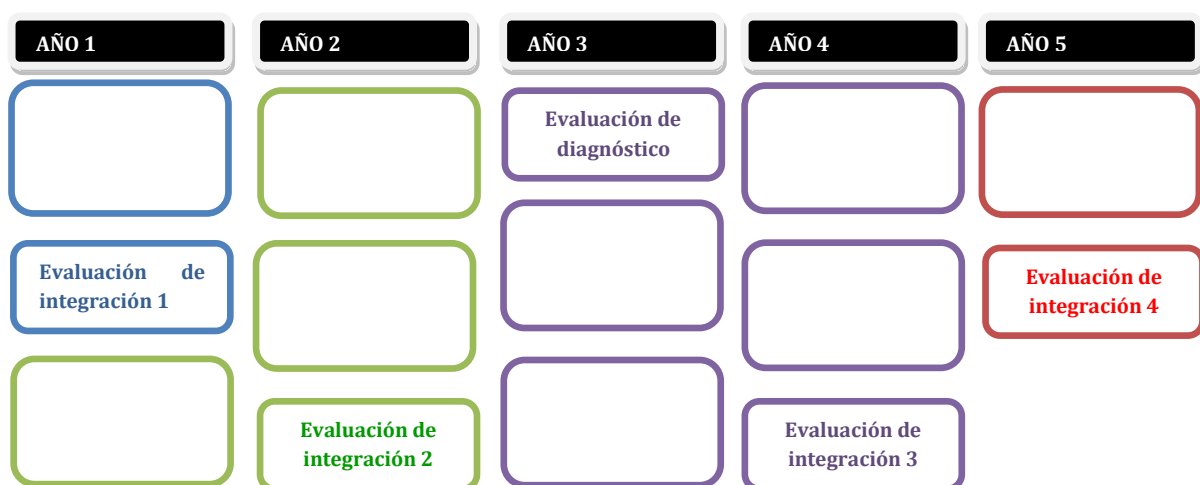 AÑO 1
AÑO 2
AÑO 3
AÑO 4
AÑO 5
Evaluación de
integración 1
Evaluación de
integración 2
Evaluación de
diagnóstico
Evaluación de
integración 3
Evaluación de
integración 4